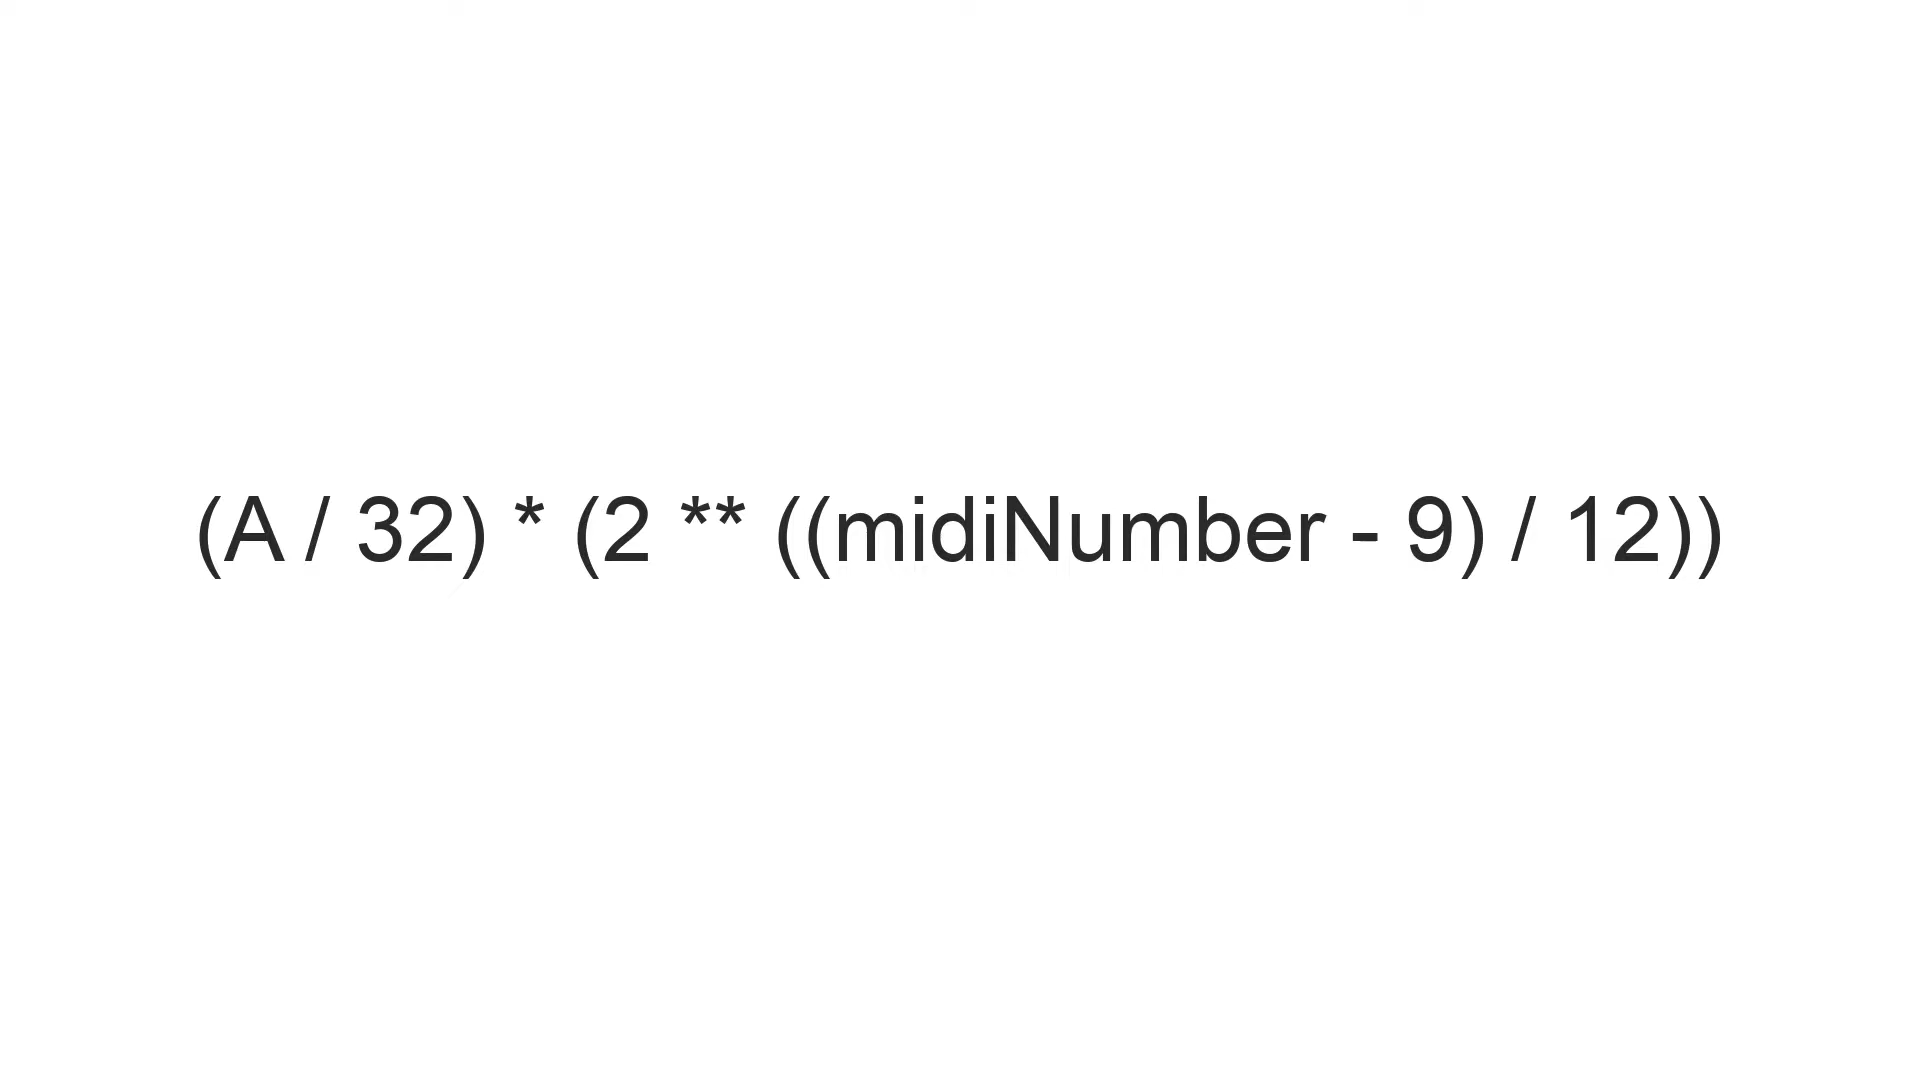 (A / 32) * (2 ** ((midiNumber - 9) / 12))